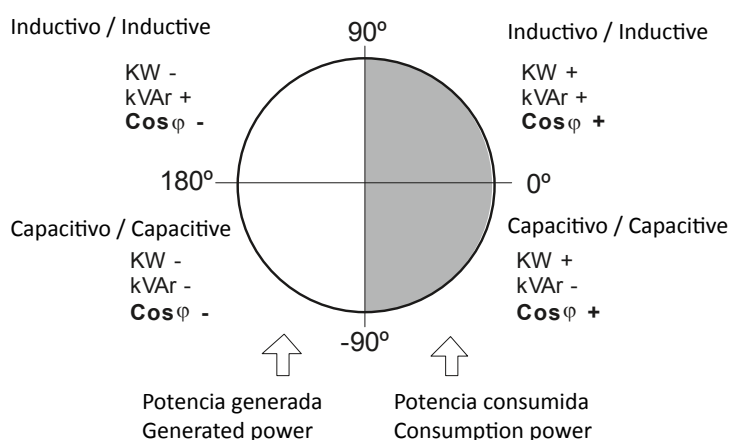 Inductivo / Inductive
KW -
kVAr +
Cosφ -
90º
Inductivo / Inductive
KW +
kVAr +
Cosφ +
180º
0º
Capacitivo / Capacitive
KW -
kVAr -
Cosφ -
Capacitivo / Capacitive
KW +
kVAr -
Cosφ +
-90º
Potencia generada
Generated power
Potencia consumida
Consumption power